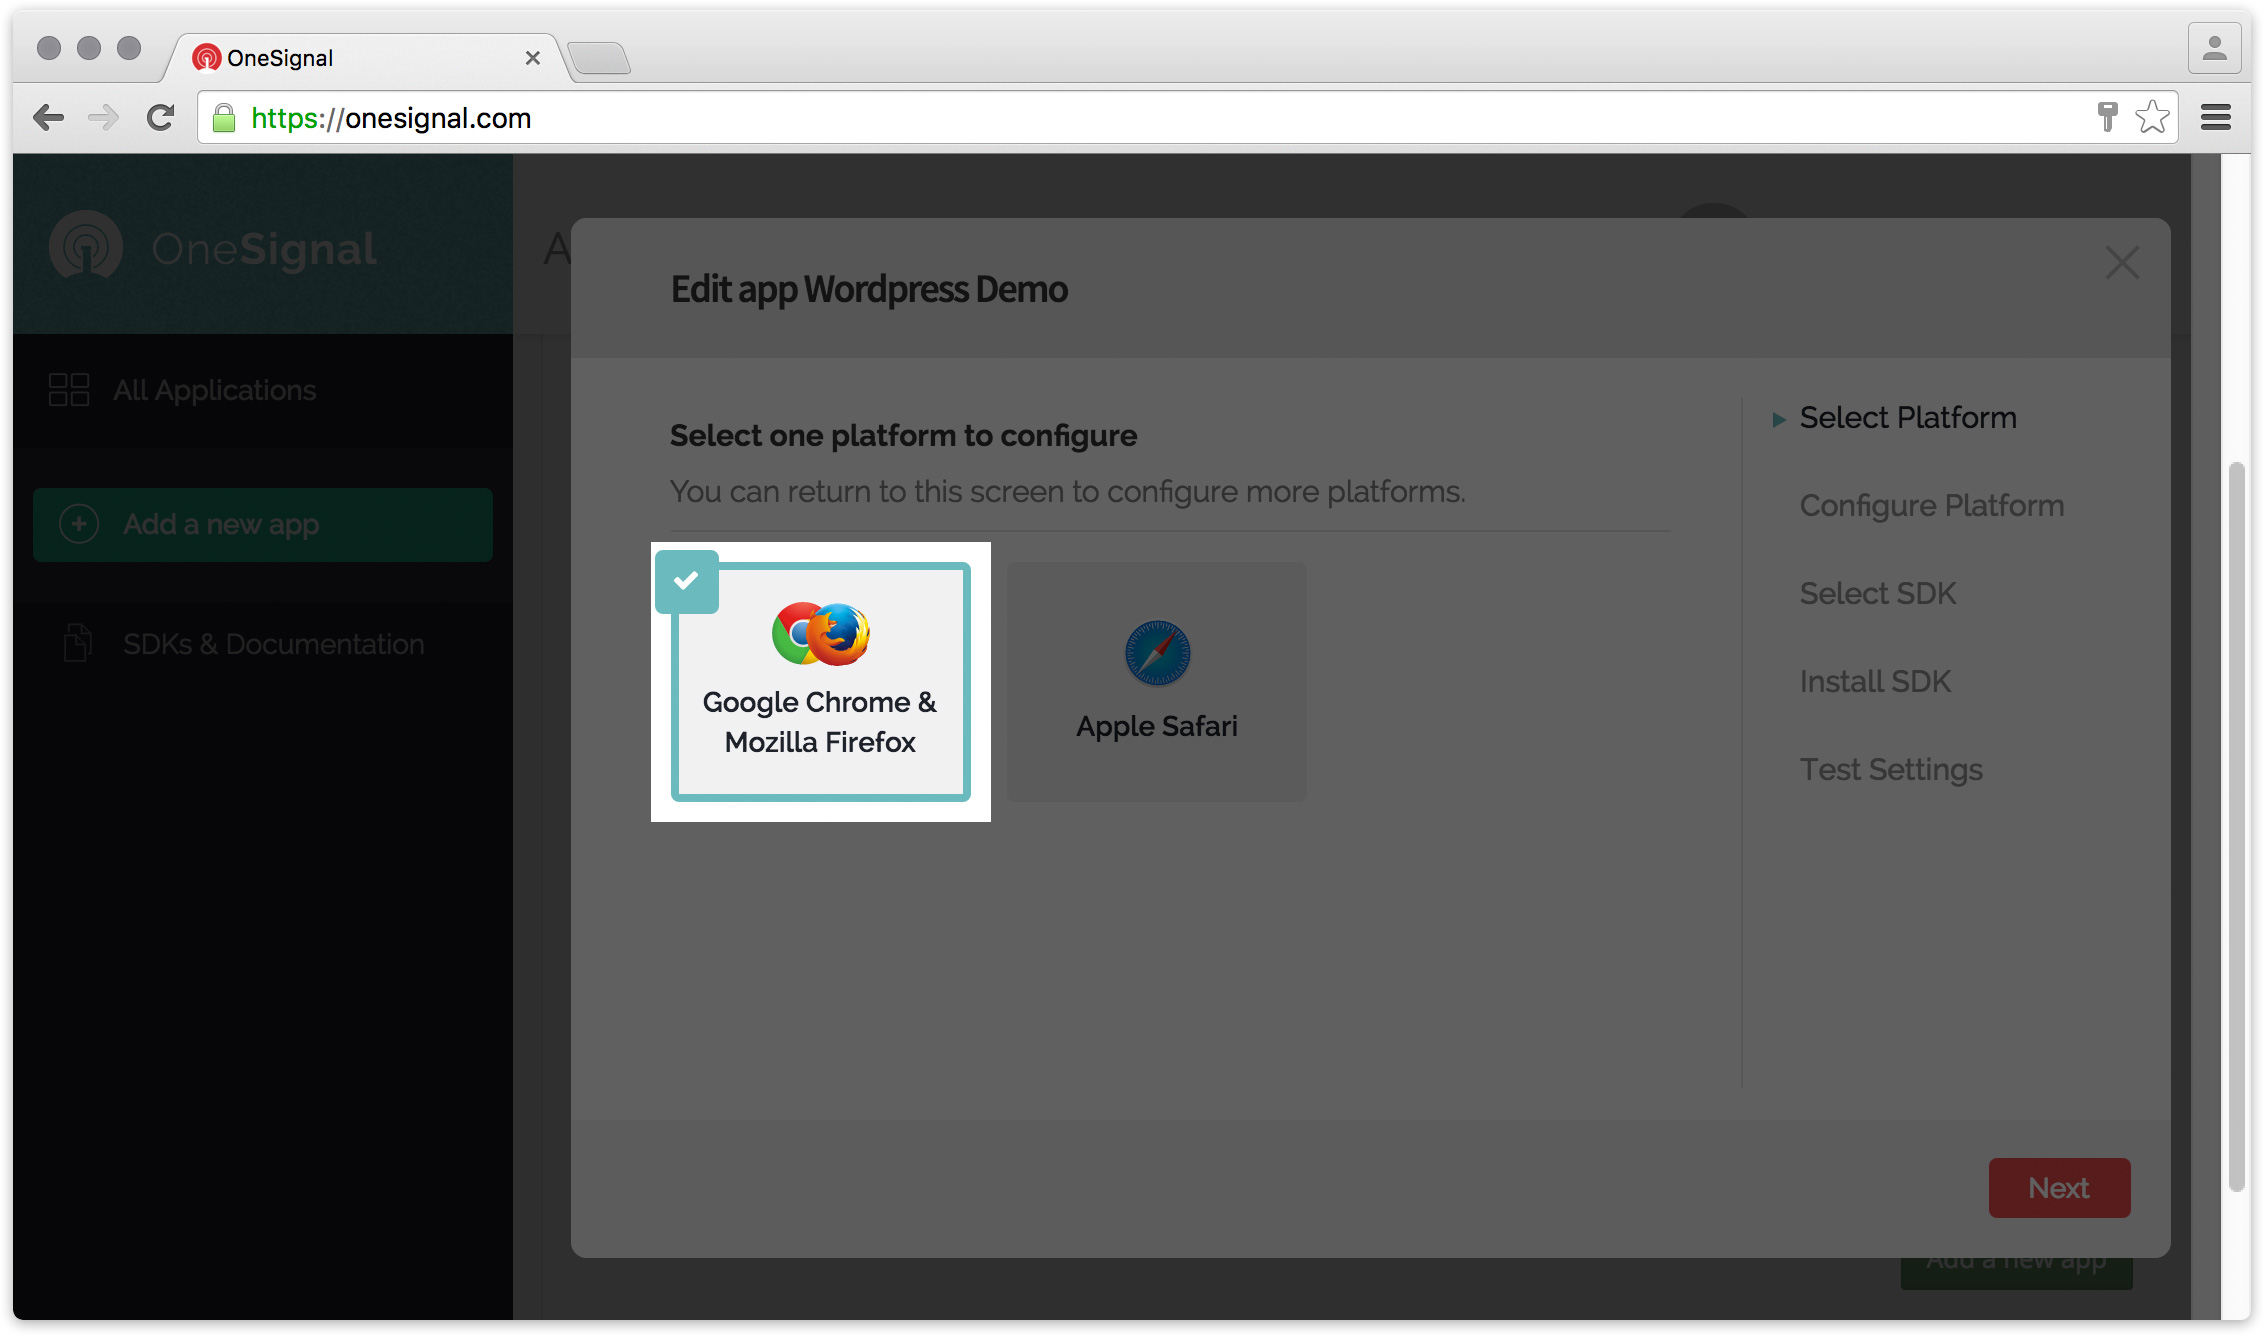 OneSignal
https://onesignal.com
OneSignal
A
Edit app Wordpress Demo
All Applications
Add a new app
SDKs & Documentation
Select one platform to configure
You can return to this screen to configure more platforms.
Google Chrome &
Mozilla Firefox
Apple Safari
Select Platform
Configure Platform
Select SDK
Install SDK
Test Settings
Next
Add a new app